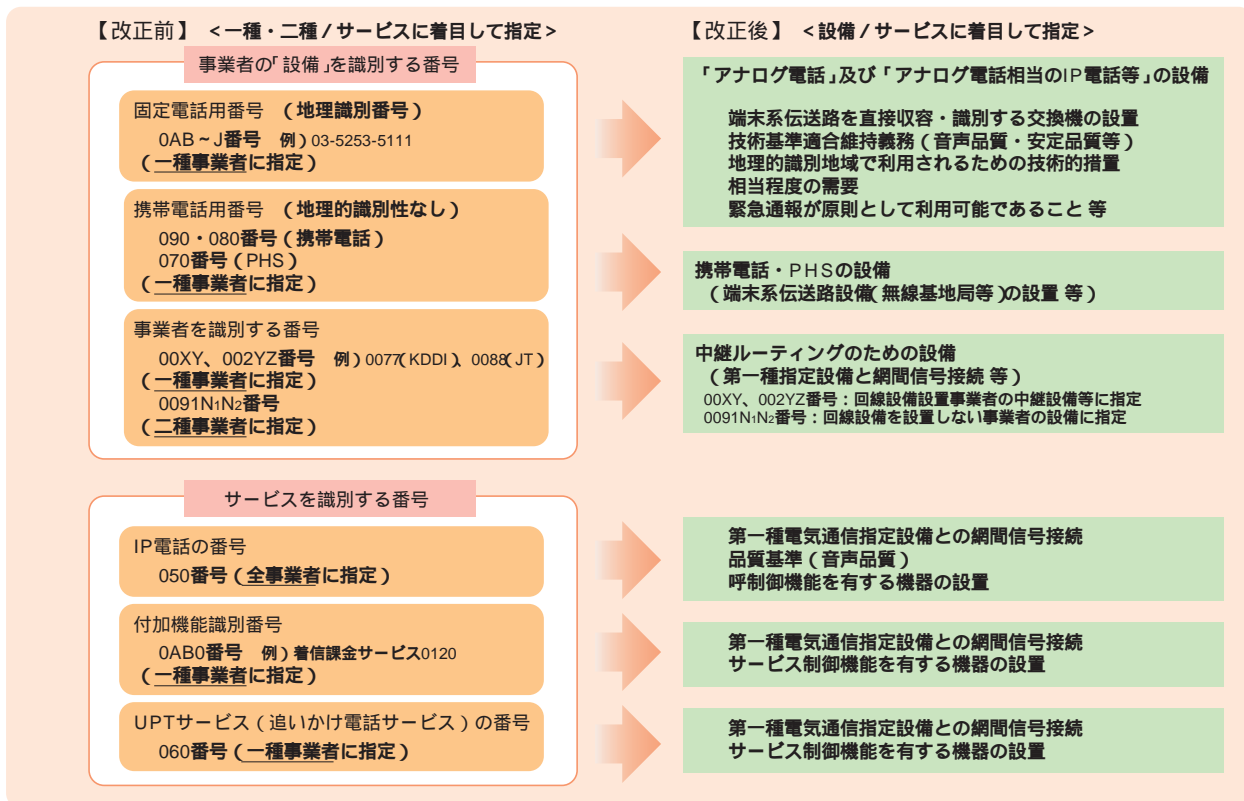 【改正前】 <一種・二種/サービスに着目して指定>
事業者の「設備」を識別する番号
固定電話用番号 (地理識別番号)
0AB~J番号 例)03-5253-5111
(一種事業者に指定)
携帯電話用番号 (地理的識別性なし)
090・080番号(携帯電話)
070番号(PHS)
(一種事業者に指定)
事業者を識別する番号
00XY、002YZ番号 例)0077(KDDI)、0088(JT)
(一種事業者に指定)
0091N1N2番号
(二種事業者に指定)
サービスを識別する番号
IP電話の番号
050番号(全事業者に指定)
付加機能識別番号
0AB0番号 例)着信課金サービス0120
(一種事業者に指定)
UPTサービス(追いかけ電話サービス)の番号
060番号(一種事業者に指定)
【改正後】 <設備/サービスに着目して指定>
「アナログ電話」及び「アナログ電話相当のIP電話等」の設備
端末系伝送路を直接収容・識別する交換機の設置
技術基準適合維持義務(音声品質・安定品質等)
地理的識別地域で利用されるための技術的措置
相当程度の需要
緊急通報が原則として利用可能であること 等
携帯電話・PHSの設備
(端末系伝送路設備(無線基地局等)の設置 等)
中継ルーティングのための設備
(第一種指定設備と網間信号接続 等)
00XY、002YZ番号:回線設備設置事業者の中継設備等に指定
0091N1N2番号:回線設備を設置しない事業者の設備に指定
第一種電気通信指定設備との網間信号接続
品質基準(音声品質)
呼制御機能を有する機器の設置
第一種電気通信指定設備との網間信号接続
サービス制御機能を有する機器の設置
第一種電気通信指定設備との網間信号接続
サービス制御機能を有する機器の設置